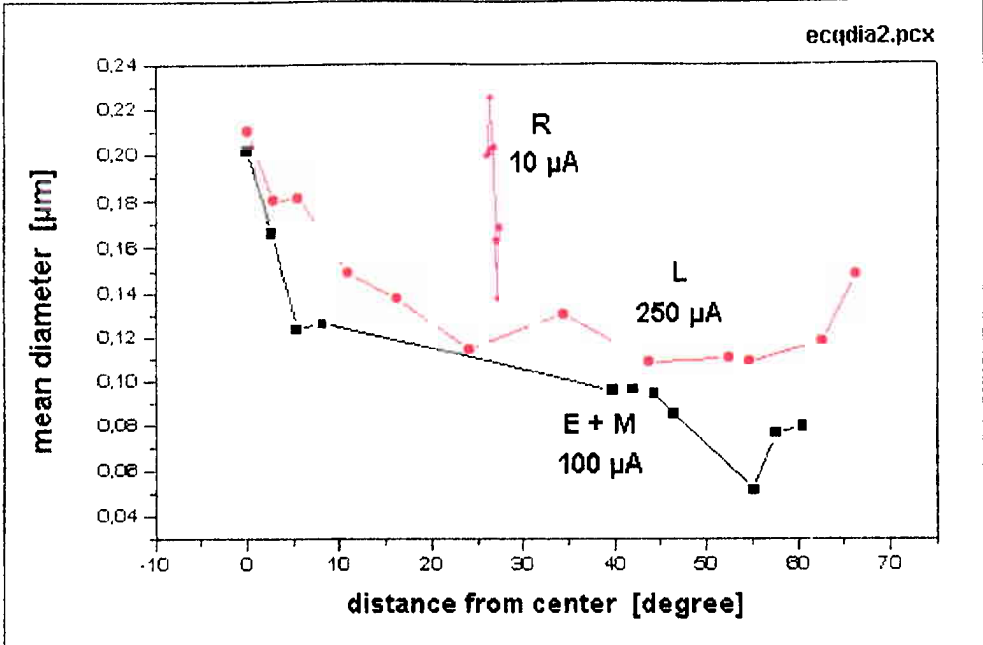 ecqdia2.pcx
0,24
0,22
0,20
0,18
0,16
0,14
0,12
0,10
0,08
0,06
0,04
mean diameter [µm]
R
10 µA
L
250 µA
E + M
100 µA
-10
0
10
20
30
40
50
60
70
distance from center [degree]